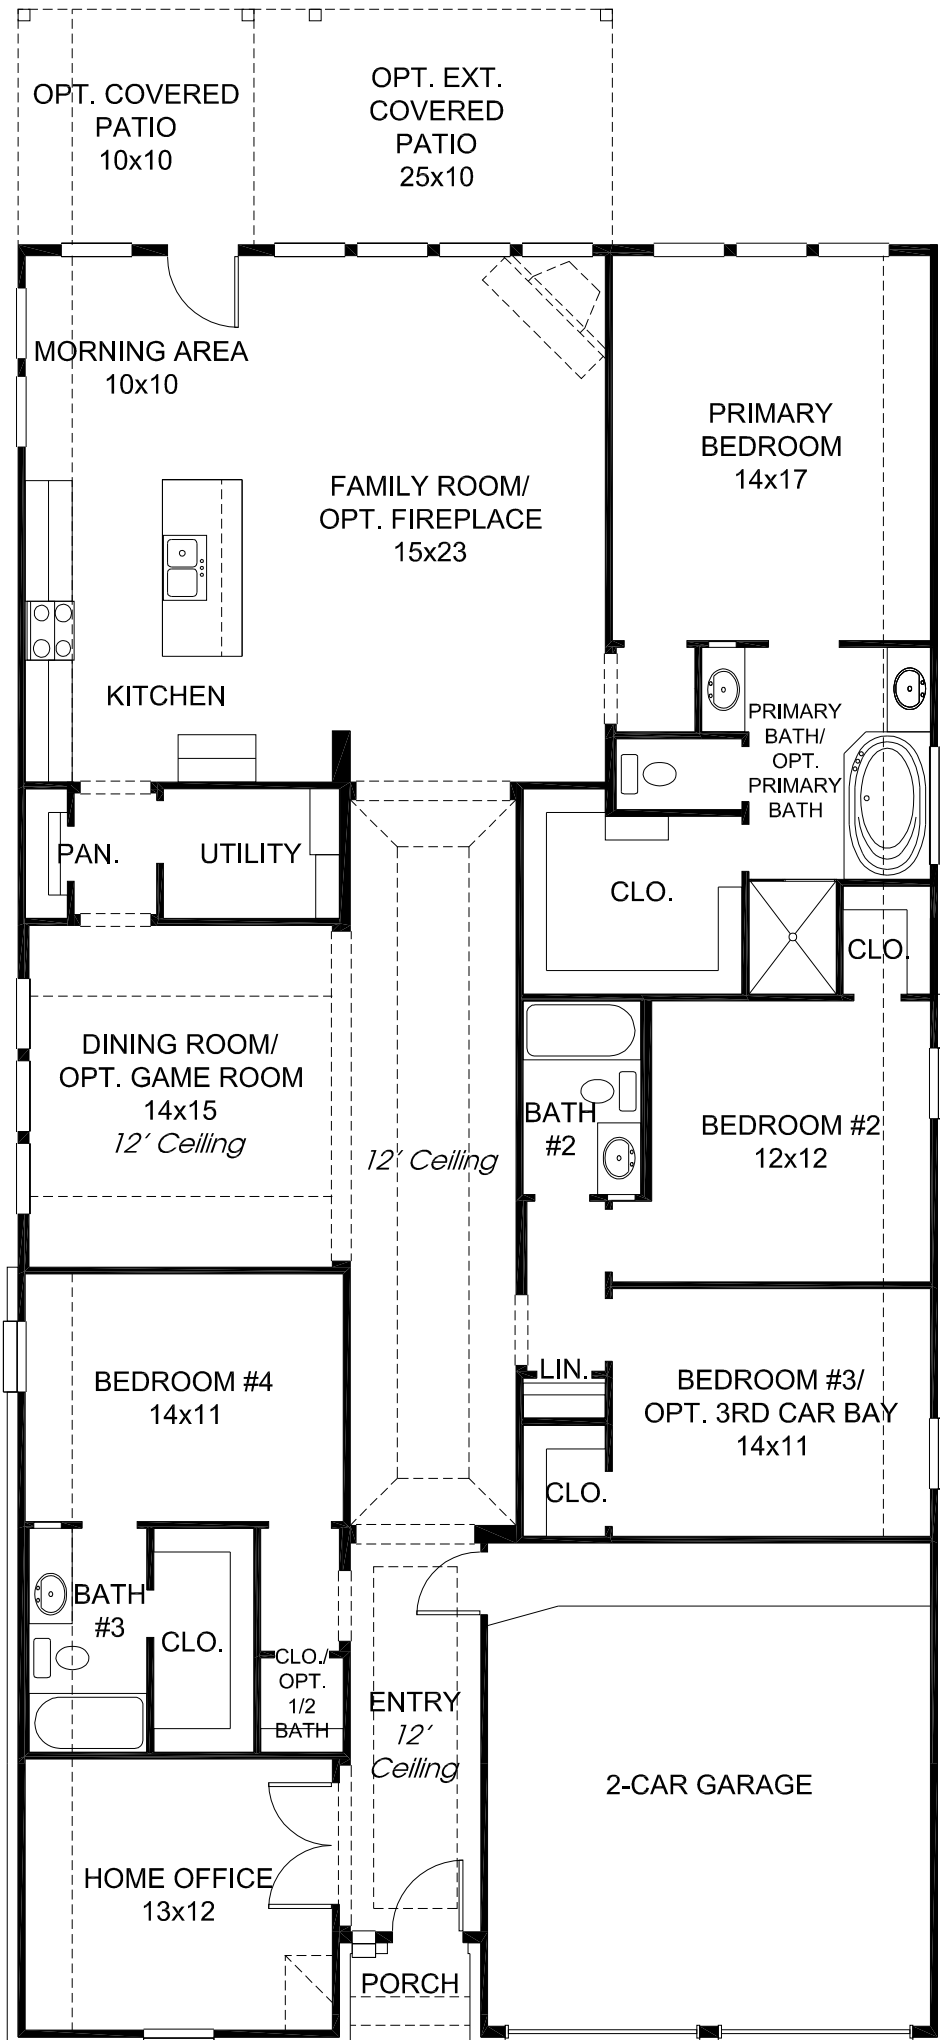 OPT. COVERED
PATIO
10x10
OPT. EXT.
COVERED
PATIO
25x10
MORNING AREA
10x10
PRIMARY
BEDROOM
14x17
FAMILY ROOM/
OPT. FIREPLACE
15x23
KITCHEN
PRIMARY
BATH/
OPT.
PRIMARY
BATH
PAN.
UTILITY
CLO.
CLO.
DINING ROOM/
OPT. GAME ROOM
14x15
12' Ceiling
12' Ceiling
BATH
#2
BEDROOM #2
12x12
BEDROOM #4
14x11
LIN.
BEDROOM #3/
OPT. 3RD CAR BAY
14x11
CLO.
BATH
#3
CLO.
CLO./
OPT.
1/2
BATH
ENTRY
12'
Ceiling
2-CAR GARAGE
HOME OFFICE
13x12
PORCH